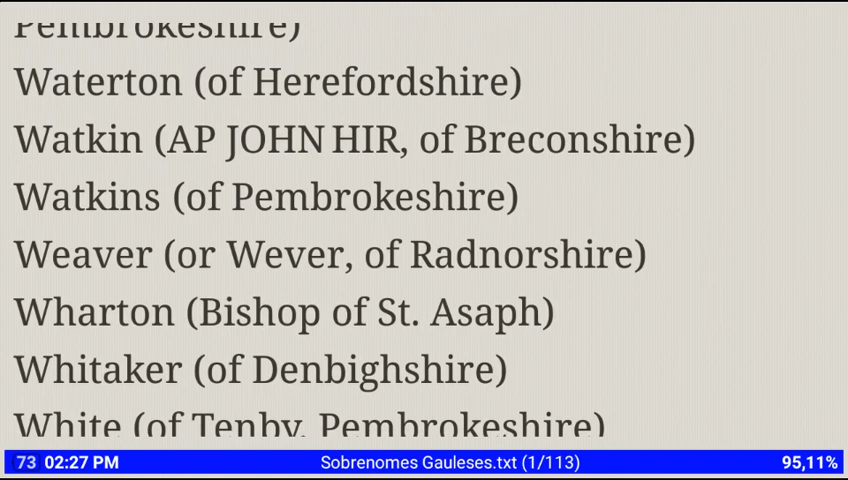 Pembrokeshire)
Waterton (of Herefordshire)
Watkin (AP JOHN HIR, of Breconshire)
Watkins (of Pembrokeshire)
Weaver (or Wever, of Radnorshire)
Wharton (Bishop of St. Asaph)
Whitaker (of Denbighshire)
White (of Tenby, Pembrokeshire)
73 02:27 PM Sobrenomes Gauleses.txt (1/113) 95,11%